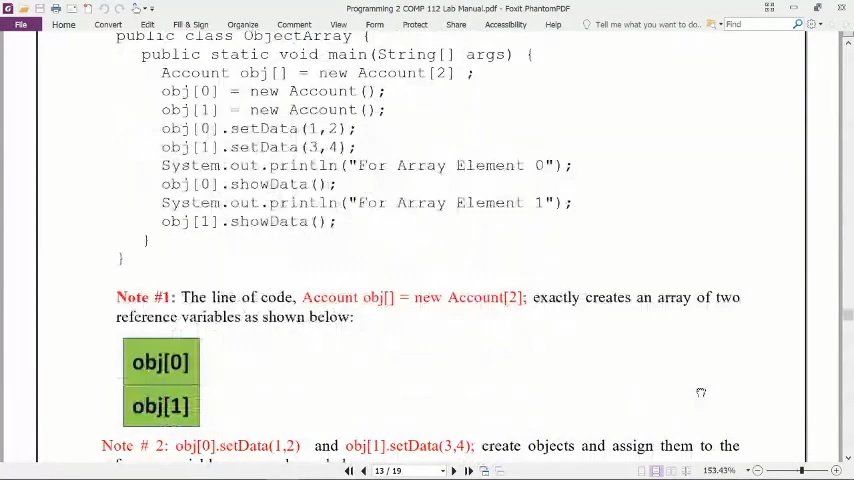 Programming 2 COMP 112 Lab Manual.pdf - Foxit PhantomPDF
File Home Convert Edit Fill & Sign Organize Comment View Form Protect Share Connect Accessibility Help Tell me what you want to do.. Find
public class ObjectArray {
public static void main(String[] args) {
Account obj[] = new Account[2] ;
obj[0] = new Account();
obj[1] = new Account();
obj[0].setData(1,2);
obj[1].setData(3,4);
System.out.println("For Array Element 0");
obj[0].showData();
System.out.println("For Array Element 1");
obj[1].showData();
}
}
Note #1: The line of code, Account obj[] = new Account[2]; exactly creates an array of two
reference variables as shown below:
obj[0]
obj[1]
Note # 2: obj[0].setData(1,2) and obj[1].setData(3,4); create objects and assign them to the
13 / 19 153.43%